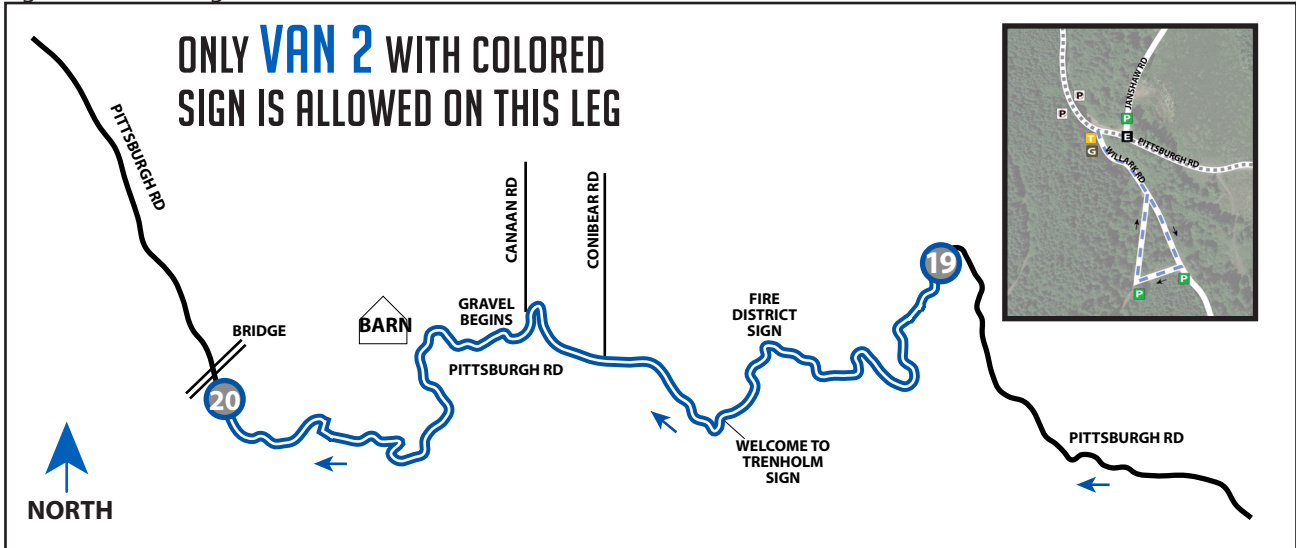 ONLY VAN 2 WITH COLORED
SIGN IS ALLOWED ON THIS LEG
PITTSBURGH RD
CANAAN RD
CONIBEAR RD
19
FIRE
DISTRICT
SIGN
GRAVEL
BEGINS
BARN
BRIDGE
PITTSBURGH RD
20
WELCOME TO
TRENHOLM
SIGN
PITTSBURGH RD
NORTH
JANSHAW RD
P
P
P
E
T
G
PITTSBURGH RD
WILLARK RD
P
P